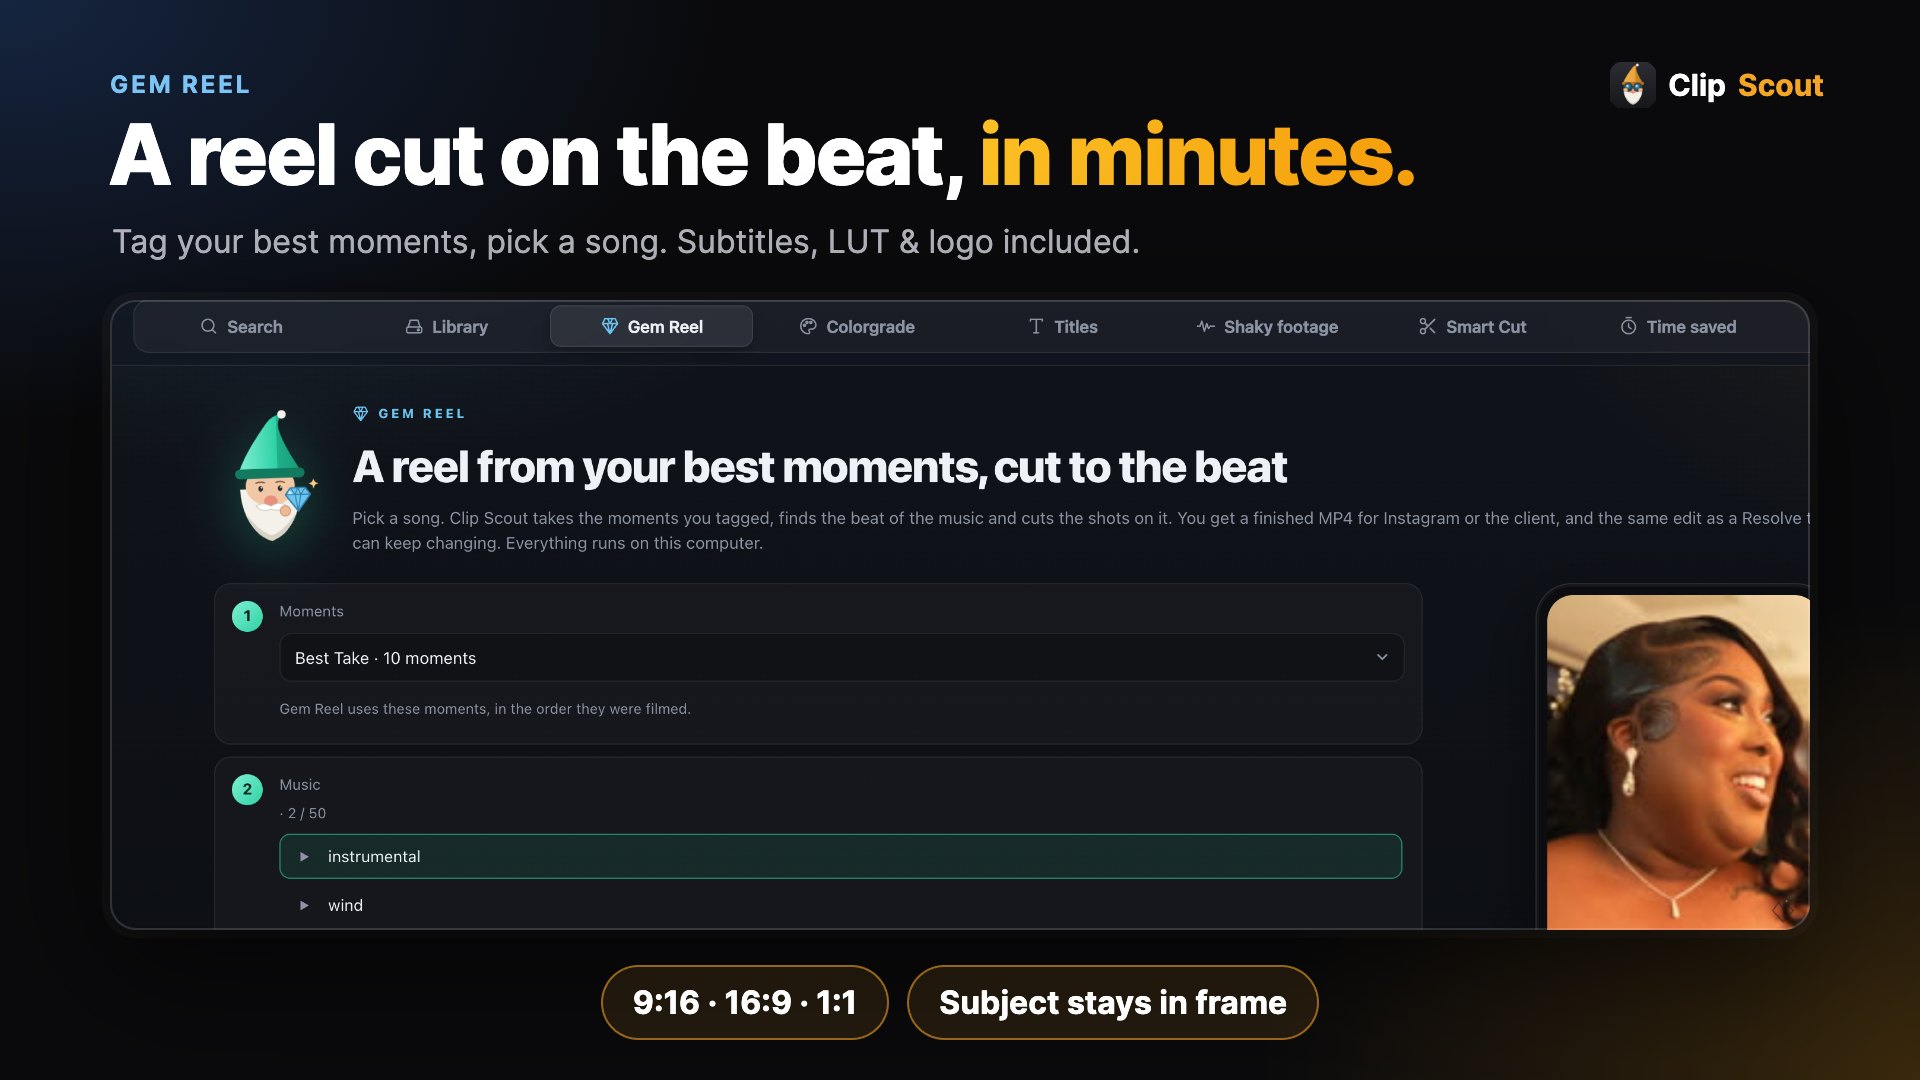 GEM REEL
Clip Scout
A reel cut on the beat, in minutes.
Tag your best moments, pick a song. Subtitles, LUT & logo included.
Search
Library
Gem Reel
Colorgrade
Titles
Shaky footage
Smart Cut
Time saved
GEM REEL
A reel from your best moments, cut to the beat
Pick a song. Clip Scout takes the moments you tagged, finds the beat of the music and cuts the shots on it. You get a finished MP4 for Instagram or the client, and the same edit as a Resolve
can keep changing. Everything runs on this computer.
1
Moments
Best Take · 10 moments
Gem Reel uses these moments, in the order they were filmed.
2
Music
· 2 / 50
instrumental
wind
9:16 · 16:9 · 1:1
Subject stays in frame